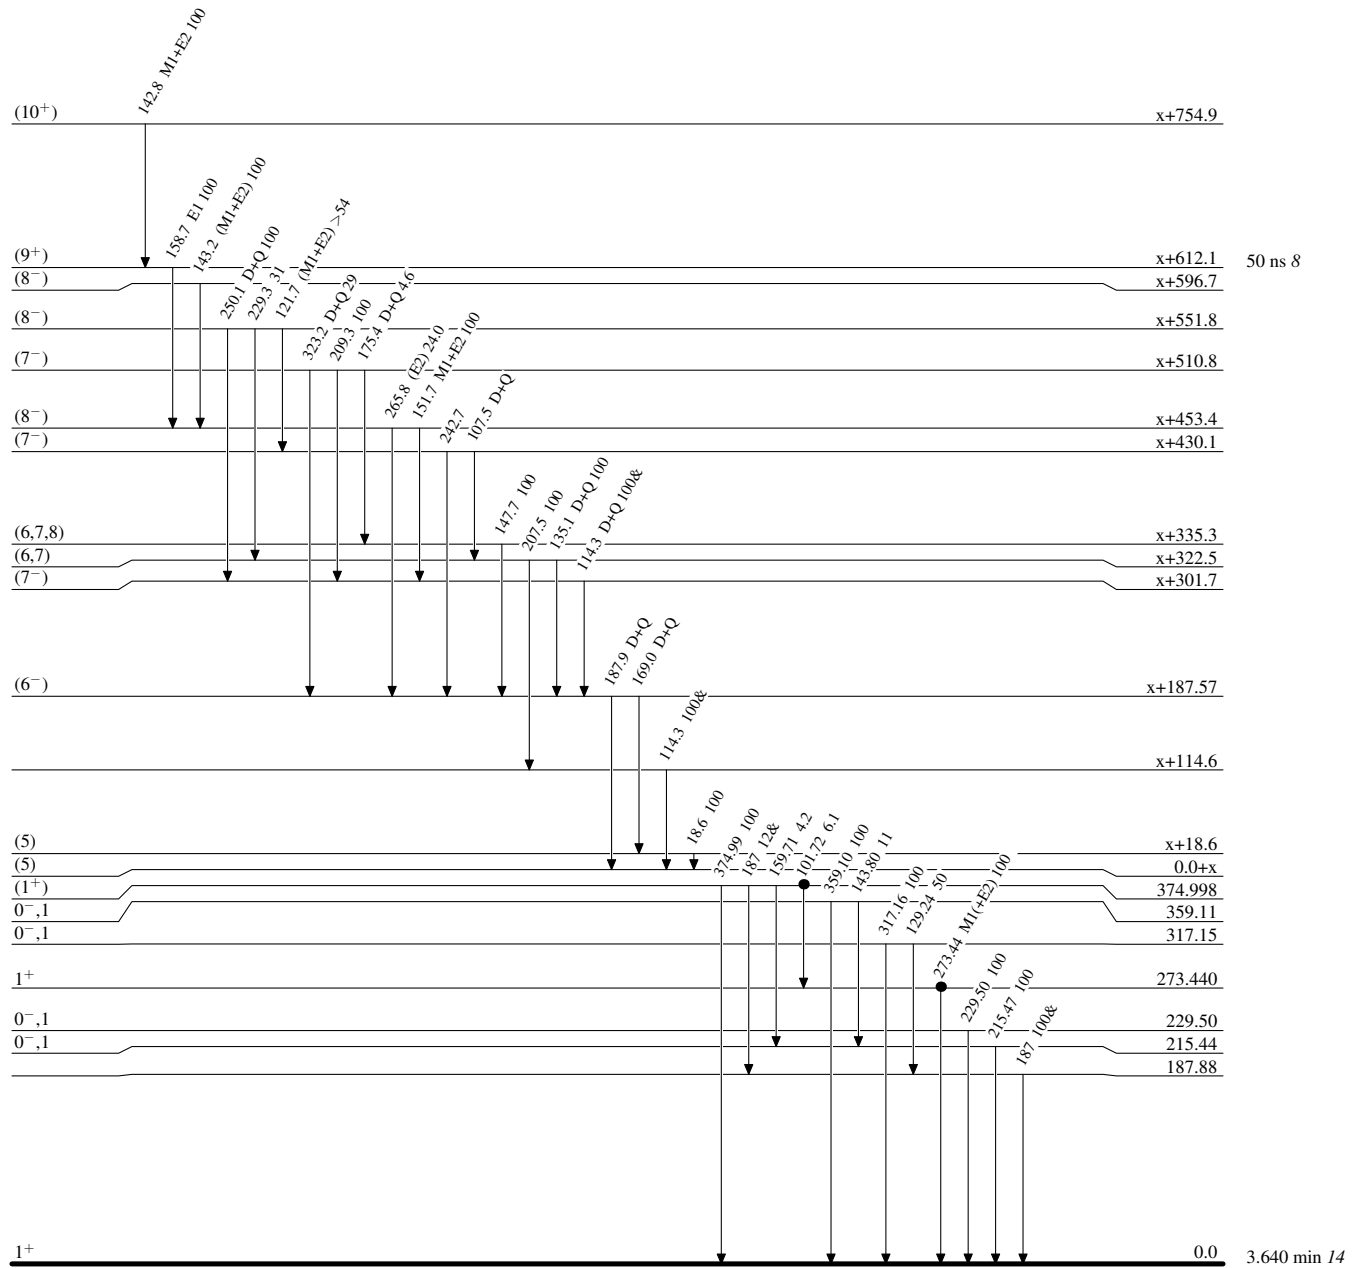 142.8 M1+E2 100
(10+) x+754.9
158.7 E1 100
143.2 (M1+E2) 100
(9+) x+612.1 50 ns 8
(8−) x+596.7
250.1 D+Q 100
229.3 31
121.7 (M1+E2) >54
(8−) x+551.8
323.2 D+Q 29
209.3 100
175.4 D+Q 4.6
(7−) x+510.8
265.8 (E2) 24.0
151.7 M1+E2 100
(8−) x+453.4
242.7
107.5 D+Q
(7−) x+430.1
147.7 100
(6,7,8) x+335.3
207.5 100
135.1 D+Q 100
(6,7) x+322.5
114.3 D+Q 100&
(7−) x+301.7
187.9 D+Q
169.0 D+Q
(6−) x+187.57
114.3 100&
x+114.6
18.6 100
(5) x+18.6
(5) 0.0+x
374.99 100
187 12&
159.71 4.2
101.72 6.1
(1+) 374.998
359.10 100
143.80 11
0−,1 359.11
317.16 100
129.24 50
0−,1 317.15
273.44 M1(+E2) 100
1+ 273.440
229.50 100
0−,1 229.50
215.47 100
0−,1 215.44
187 100&
187.88
1+ 0.0 3.640 min 14